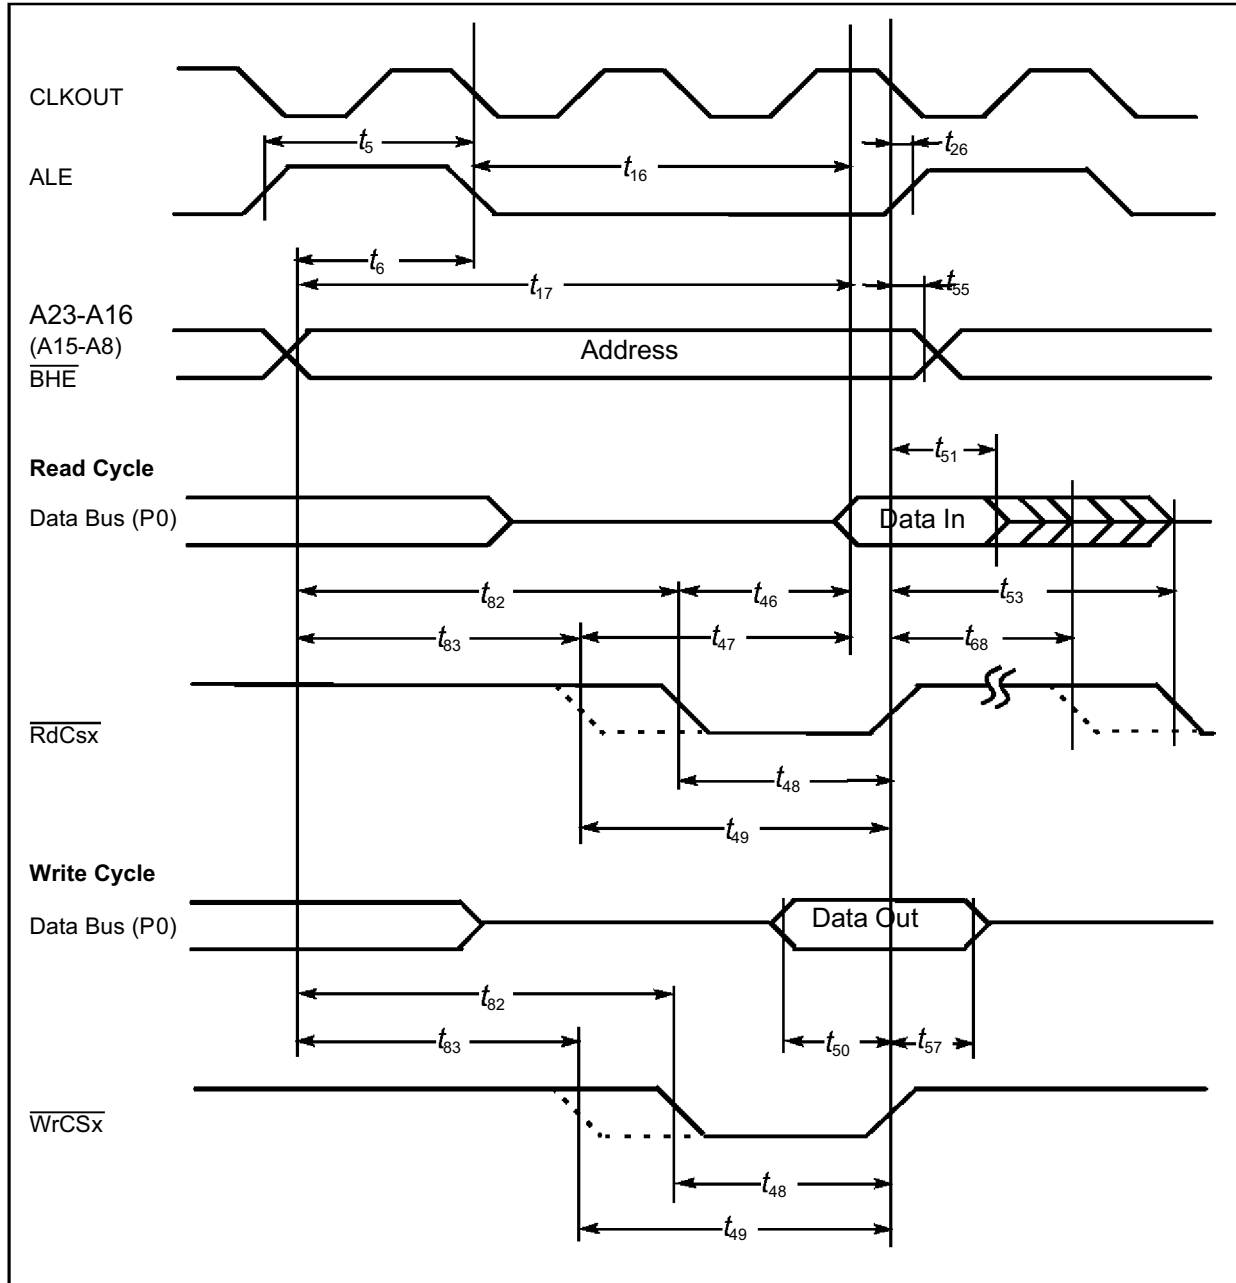 CLKOUT
t5
t26
ALE
t16
t6
t17
t55
A23-A16
(A15-A8)
Address
BHE
t51
Read Cycle
Data Bus (P0)
Data In
t82
t46
t53
t83
t47
t68
RdCsx
t48
t49
Write Cycle
Data Bus (P0)
Data Out
t82
t83
t50
t57
WrCSx
t48
t49